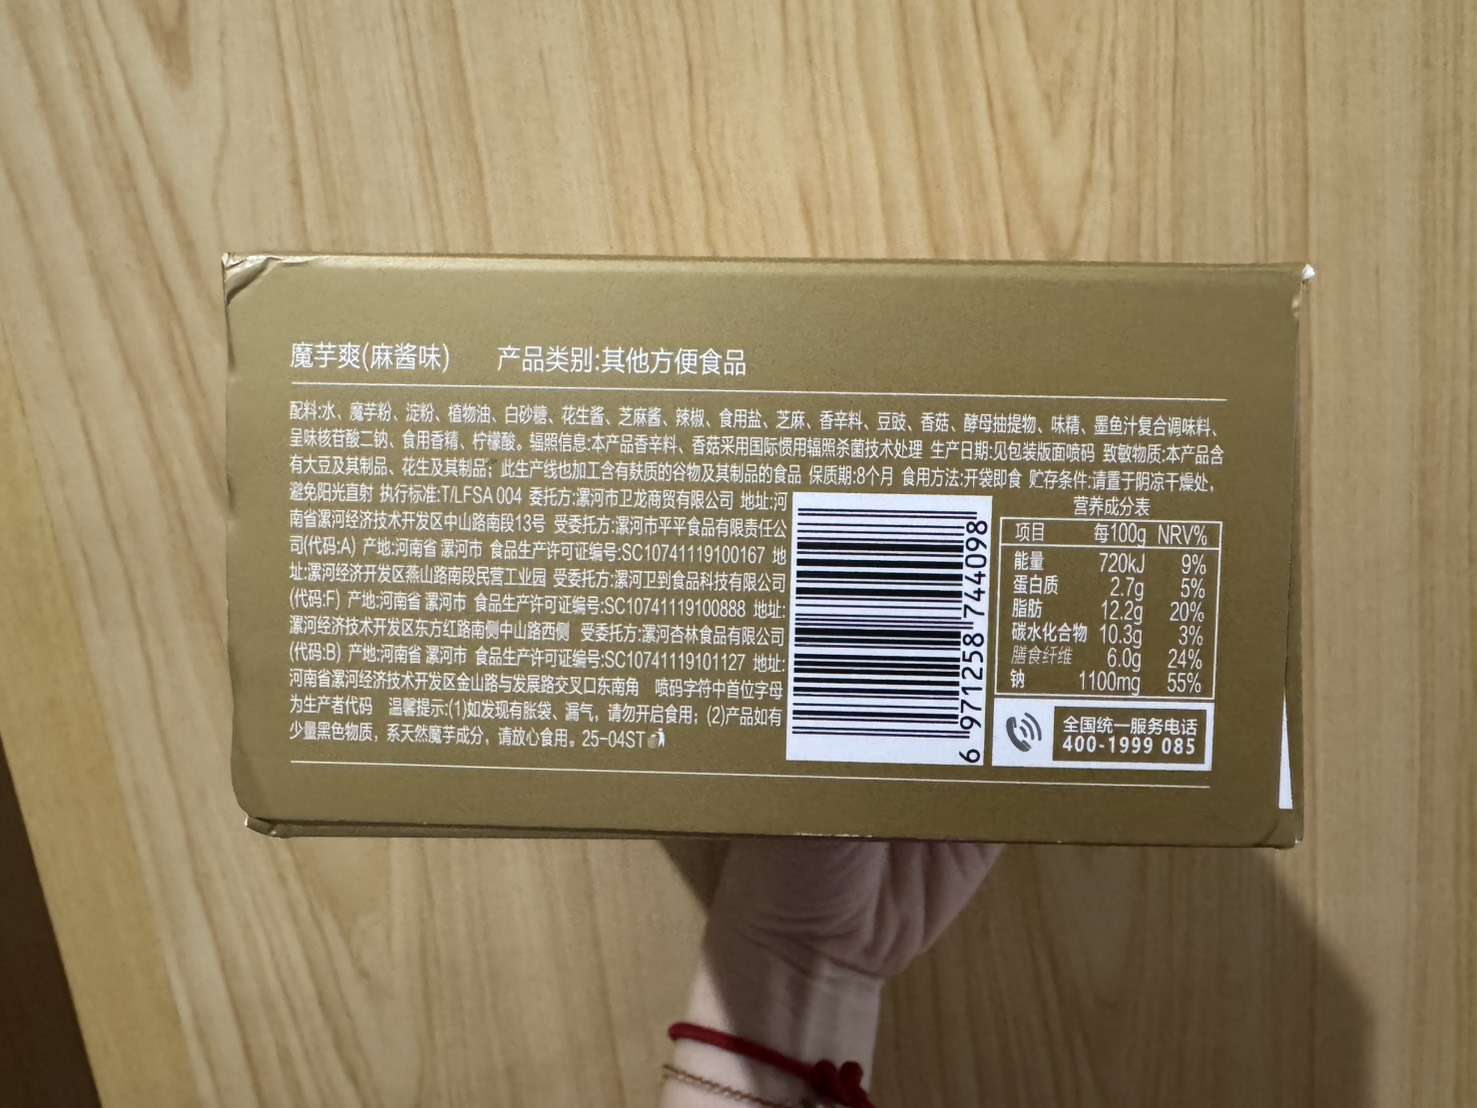 魔芋爽(麻酱味) 产品类别:其他方便食品
配料:水、魔芋粉、淀粉、植物油、白砂糖、花生酱、芝麻酱、辣椒、食用盐、芝麻、香辛料、豆豉、香菇、酵母抽提物、味精、墨鱼汁复合调味料、
呈味核苷酸二钠、食用香精、柠檬酸。辐照信息:本产品香辛料、香菇采用国际惯用辐照杀菌技术处理 生产日期:见包装版面喷码 致敏物质:本产品含
有大豆及其制品、花生及其制品;此生产线也加工含有麸质的谷物及其制品的食品 保质期:8个月 食用方法:开袋即食 贮存条件:请置于阴凉干燥处,
避免阳光直射 执行标准:T/LFSA 004 委托方:漯河市卫龙商贸有限公司 地址:河
南省漯河经济技术开发区中山路南段13号 受委托方:漯河市平平食品有限责任公
司(代码:A) 产地:河南省 漯河市 食品生产许可证编号:SC10741119100167 地
址:漯河经济开发区燕山路南段民营工业园 受委托方:漯河卫到食品科技有限公司
(代码:F) 产地:河南省 漯河市 食品生产许可证编号:SC10741119100888 地址:
漯河经济技术开发区东方红路南侧中山路西侧 受委托方:漯河杏林食品有限公司
(代码:B) 产地:河南省 漯河市 食品生产许可证编号:SC10741119101127 地址:
河南省漯河经济技术开发区金山路与发展路交叉口东南角 喷码字符中首位字母
为生产者代码 温馨提示:(1)如发现有胀袋、漏气,请勿开启食用;(2)产品如有
少量黑色物质,系天然魔芋成分,请放心食用。25-04ST
6 971258 744098
营养成分表
项目 每100g NRV%
能量 720kJ 9%
蛋白质 2.7g 5%
脂肪 12.2g 20%
碳水化合物 10.3g 3%
膳食纤维 6.0g 24%
钠 1100mg 55%
全国统一服务电话
400-1999 085